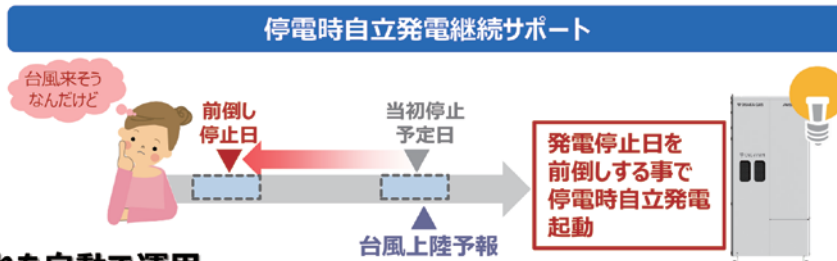 停電時自立発電継続サポート
台風来そう
なんだけど
前倒し
停止日
当初停止
予定日
発電停止日を
前倒しする事で
停電時自立発電
起動
台風上陸予報